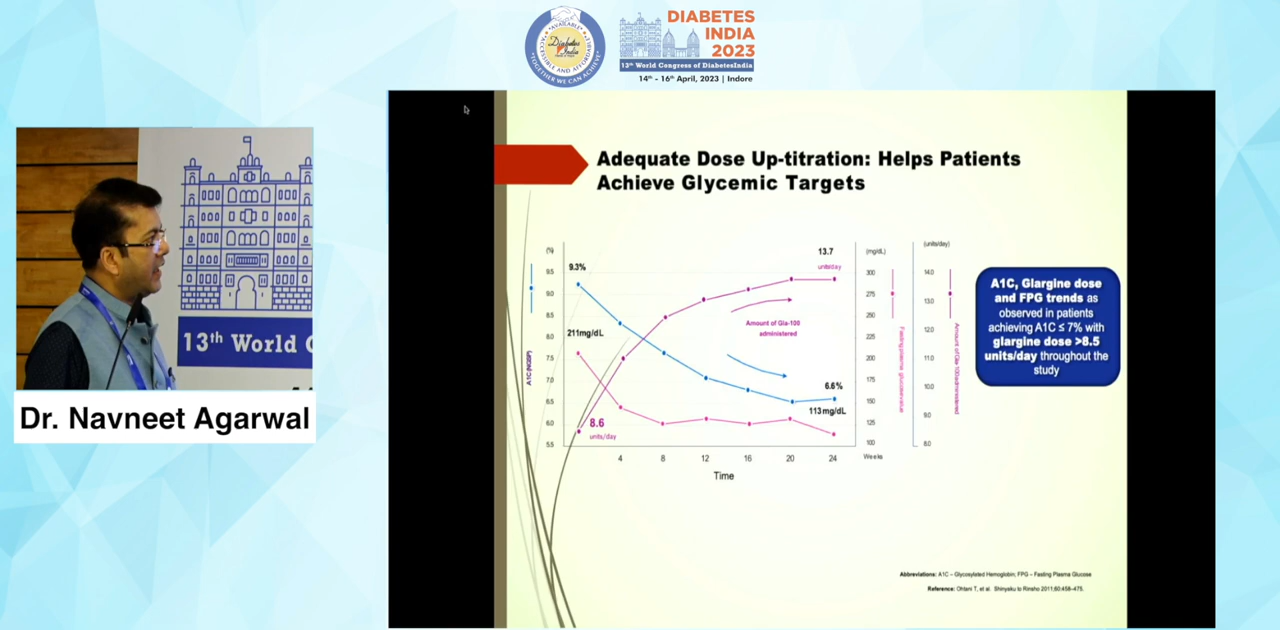 AVAILABLE
ACCESSIBLE AND AFFORDABLE
Diabetes
India
"TOGETHER WE CAN ACHIEVE"
DIABETES
INDIA
2023
13th World Congress of DiabetesIndia
14th - 16th April, 2023 | Indore
13th World C
Dr. Navneet Agarwal
Adequate Dose Up-titration: Helps Patients
Achieve Glycemic Targets
(%)
9.5
9.0
8.5
8.0
7.5
7.0
6.5
6.0
5.5
A1C (NGSP)
9.3%
211mg/dL
8.6
units/day
13.7
units/day
Amount of Gla-100
administered
6.6%
113mg/dL
4
8
12
16
20
24
Weeks
Time
(mg/dL)
300
275
250
225
200
175
150
125
100
Fasting plasma glucose value
(units/day)
14.0
13.0
12.0
11.0
10.0
9.0
8.0
Amount of Gla-100 administered
A1C, Glargine dose
and FPG trends as
observed in patients
achieving A1C ≤ 7% with
glargine dose >8.5
units/day throughout the
study
Abbreviations: A1C – Glycosylated Hemoglobin; FPG – Fasting Plasma Glucose
Reference: Ohtani T, et al. Shinyaku to Rinsho 2011;60:458–475.